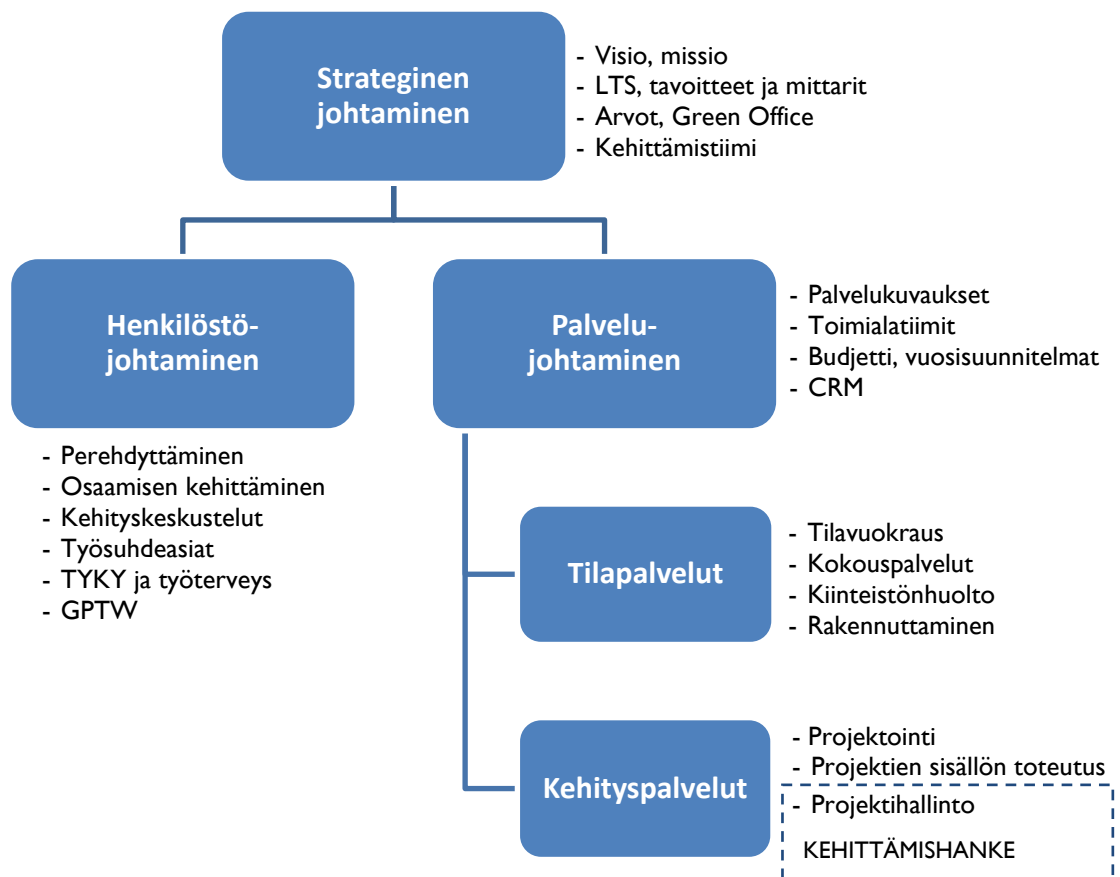 Strateginen
johtaminen
- Visio, missio
- LTS, tavoitteet ja mittarit
- Arvot, Green Office
- Kehittämistiimi
Henkilöstö-
johtaminen
- Perehdyttäminen
- Osaamisen kehittäminen
- Kehityskeskustelut
- Työsuhdeasiat
- TYKY ja työterveys
- GPTW
Palvelu-
johtaminen
- Palvelukuvaukset
- Toimialatiimit
- Budjetti, vuosisuunnitelmat
- CRM
Tilapalvelut
- Tilavuokraus
- Kokouspalvelut
- Kiinteistönhuolto
- Rakennuttaminen
Kehityspalvelut
- Projektointi
- Projektien sisällön toteutus
- Projektihallinto
KEHITTÄMISHANKE